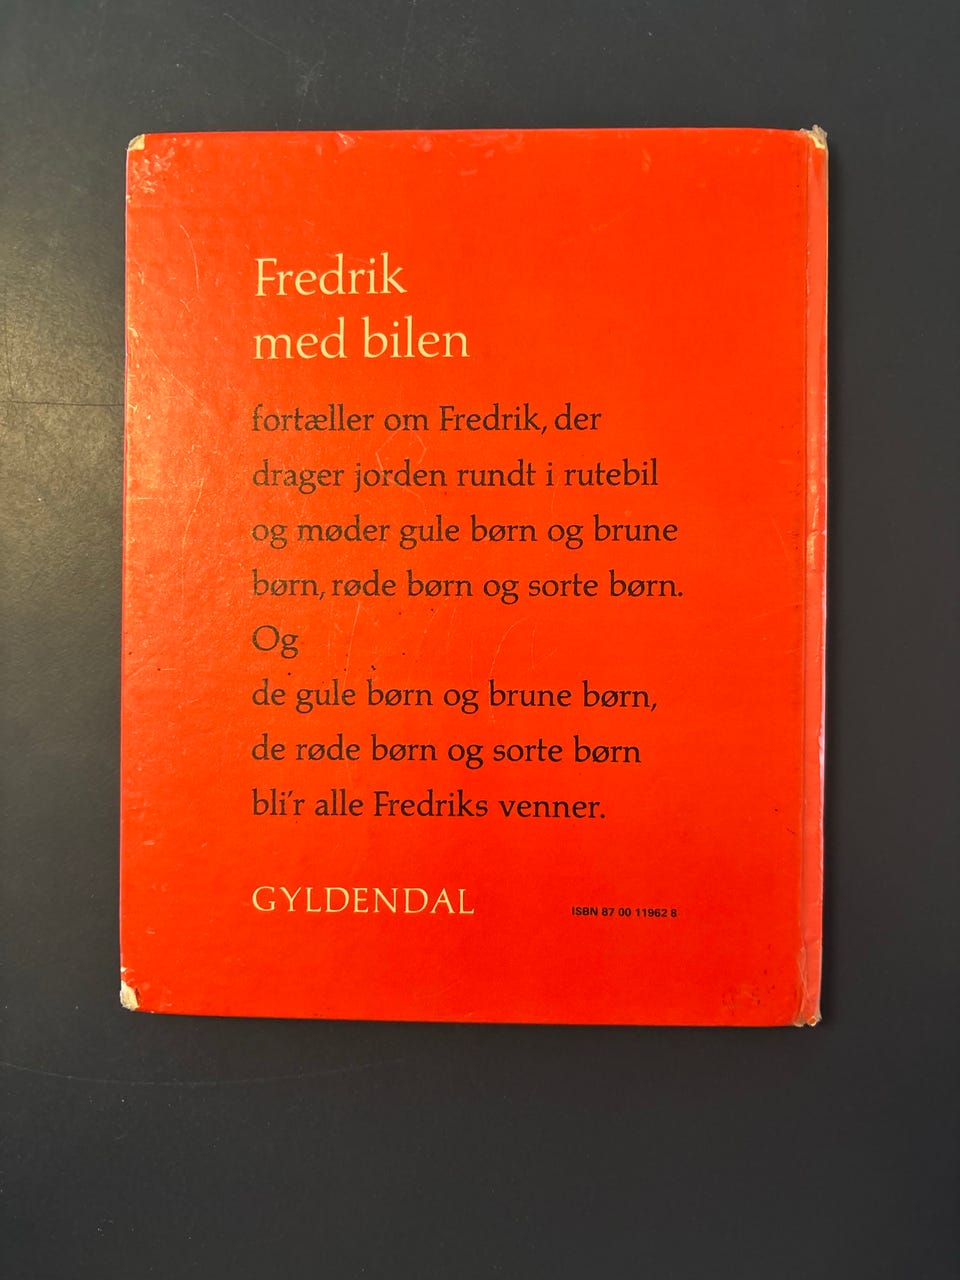 Fredrik
med bilen
fortæller om Fredrik, der
drager jorden rundt i rutebil
og møder gule børn og brune
børn, røde børn og sorte børn.
Og
de gule børn og brune børn,
de røde børn og sorte børn
bli'r alle Fredriks venner.
GYLDENDAL
ISBN 87 00 11962 8